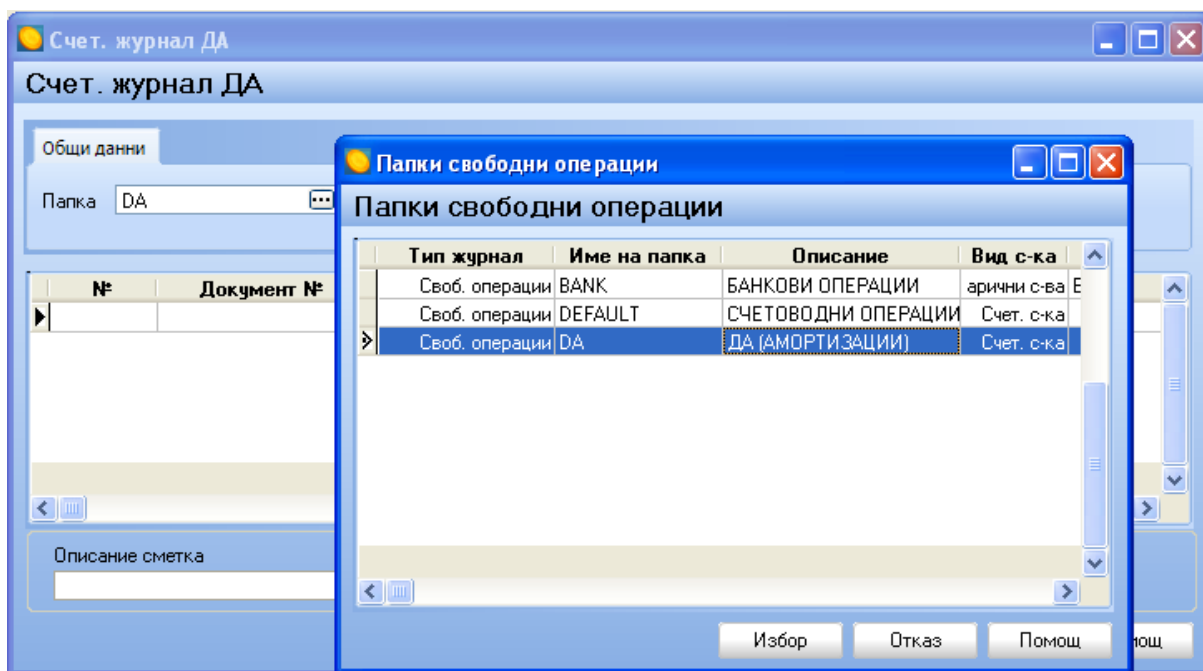 Счет. журнал ДА
Счет. журнал ДА
Общи данни
Папка DA
№ Документ №
Описание сметка
Папки свободни операции
Папки свободни операции
Тип журнал Име на папка Описание Вид с-ка
Своб. операции BANK БАНКОВИ ОПЕРАЦИИ арични с-ва
Своб. операции DEFAULT СЧЕТОВОДНИ ОПЕРАЦИИ Счет. с-ка
Своб. операции DA ДА (АМОРТИЗАЦИИ) Счет. с-ка
Избор Отказ Помощ